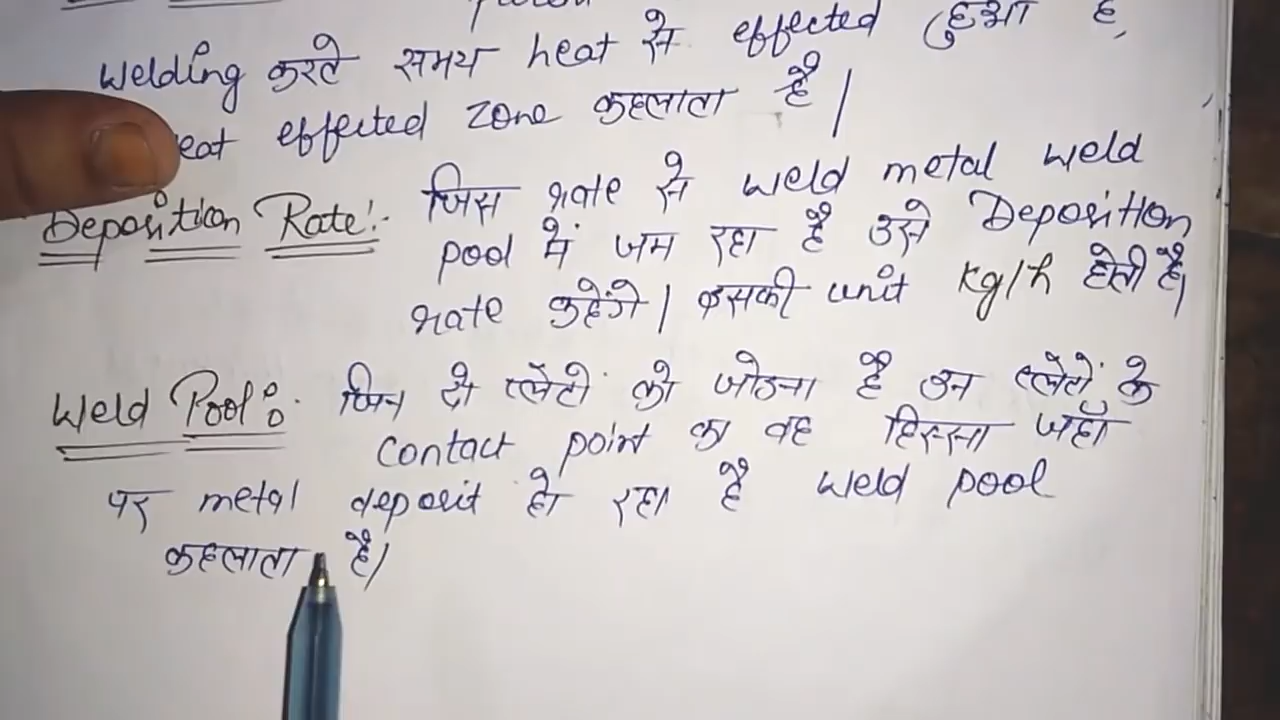 welding करते समय heat से effected हुआ है,
eat effected zone कहलाता है।
Deposition Rate:- जिस rate से weld metal weld
pool में जम रहा है उसे Deposition
rate कहेंगे। इसकी unit kg/h होती है।
Weld Pool :- जिन दो प्लेटों को जोडना है उन प्लेटों के
contact point का वह हिस्सा जहाँ
पर metal deposit हो रहा है weld pool
कहलाता है।